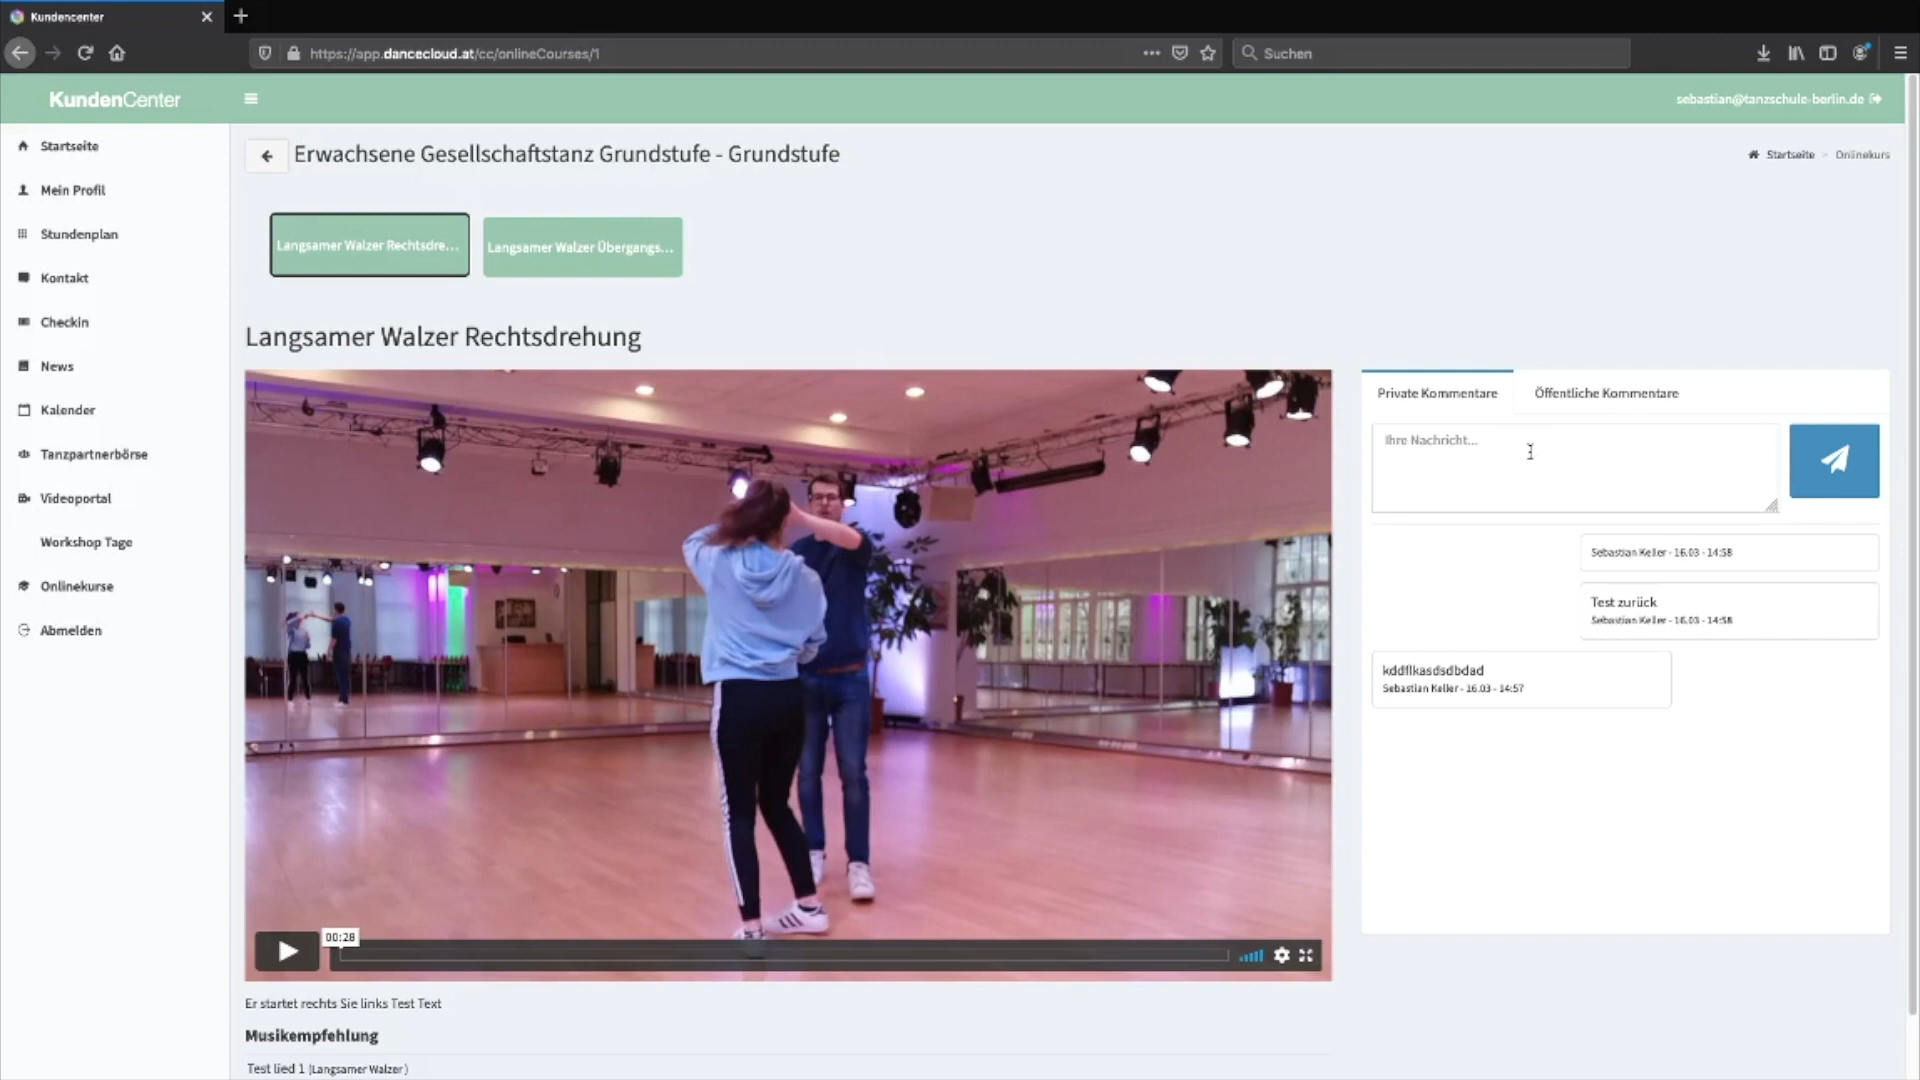 Kundencenter
https://app.dancecloud.at/cc/onlineCourses/1
Suchen
KundenCenter
sebastian@tanzschule-berlin.de
Startseite
Mein Profil
Stundenplan
Kontakt
Checkin
News
Kalender
Tanzpartnerbörse
Videoportal
Workshop Tage
Onlinekurse
Abmelden
Erwachsene Gesellschaftstanz Grundstufe - Grundstufe
Startseite > Onlinekurs
Langsamer Walzer Rechtsdre...
Langsamer Walzer Übergangs...
Langsamer Walzer Rechtsdrehung
00:28
Er startet rechts Sie links Test Text
Musikempfehlung
Test lied 1 (Langsamer Walzer )
Private Kommentare
Öffentliche Kommentare
Ihre Nachricht...
Sebastian Keller - 16.03 - 14:58
Test zurück
Sebastian Keller - 16.03 - 14:58
kddflkasdsdbdad
Sebastian Keller - 16.03 - 14:57